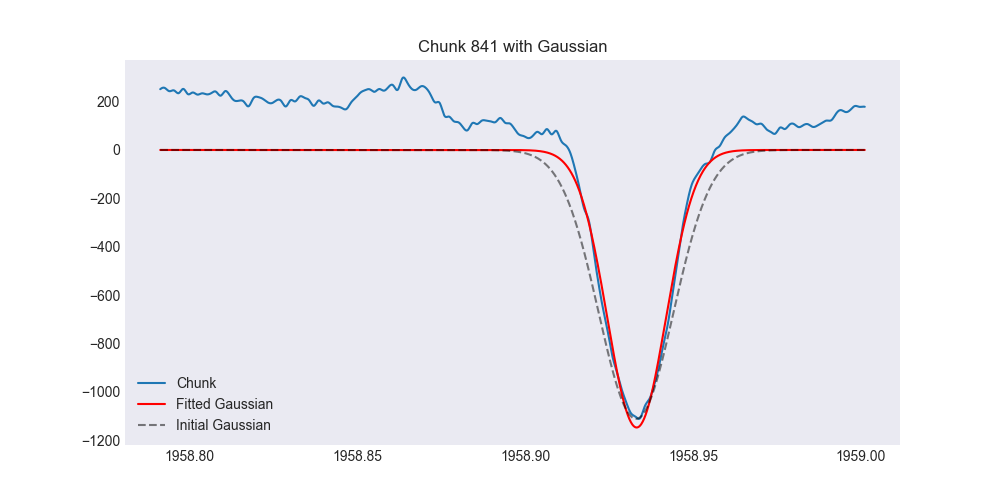 Chunk 841 with Gaussian
200
0
−200
−400
−600
−800
−1000
−1200
Chunk
Fitted Gaussian
Initial Gaussian
1958.80 1958.85 1958.90 1958.95 1959.00